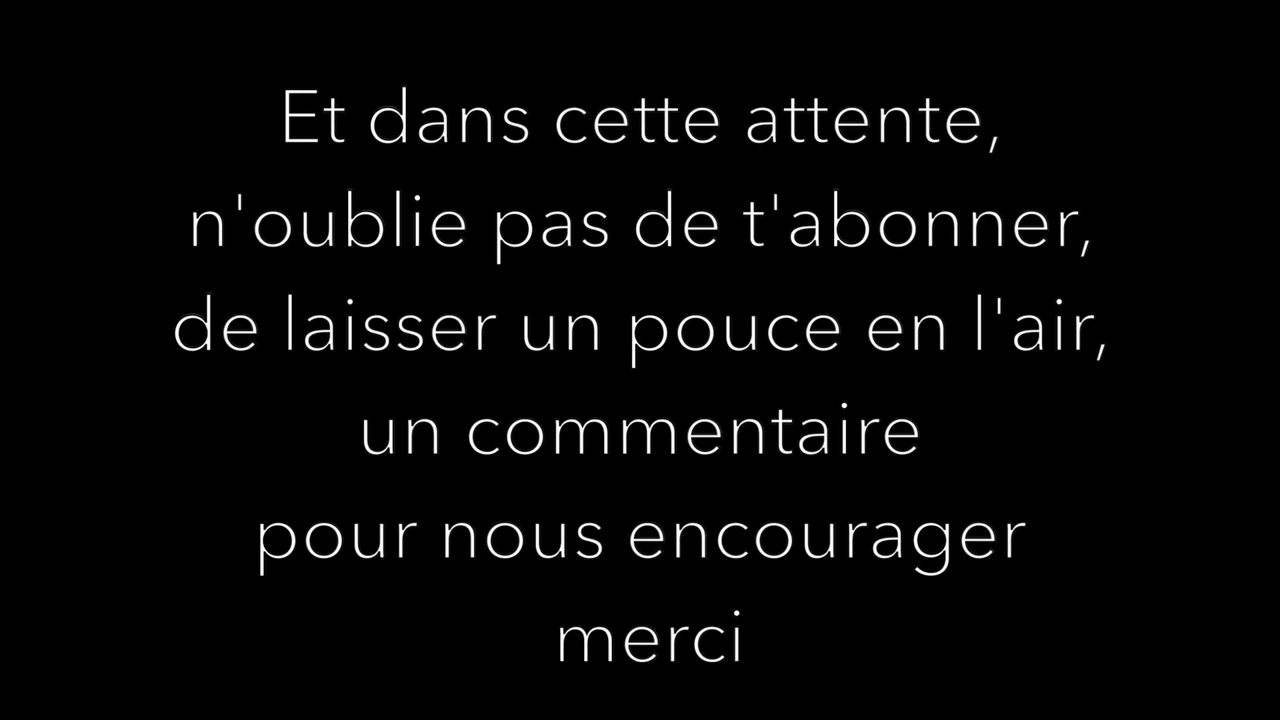 Et dans cette attente,
n'oublie pas de t'abonner,
de laisser un pouce en l'air,
un commentaire
pour nous encourager
merci